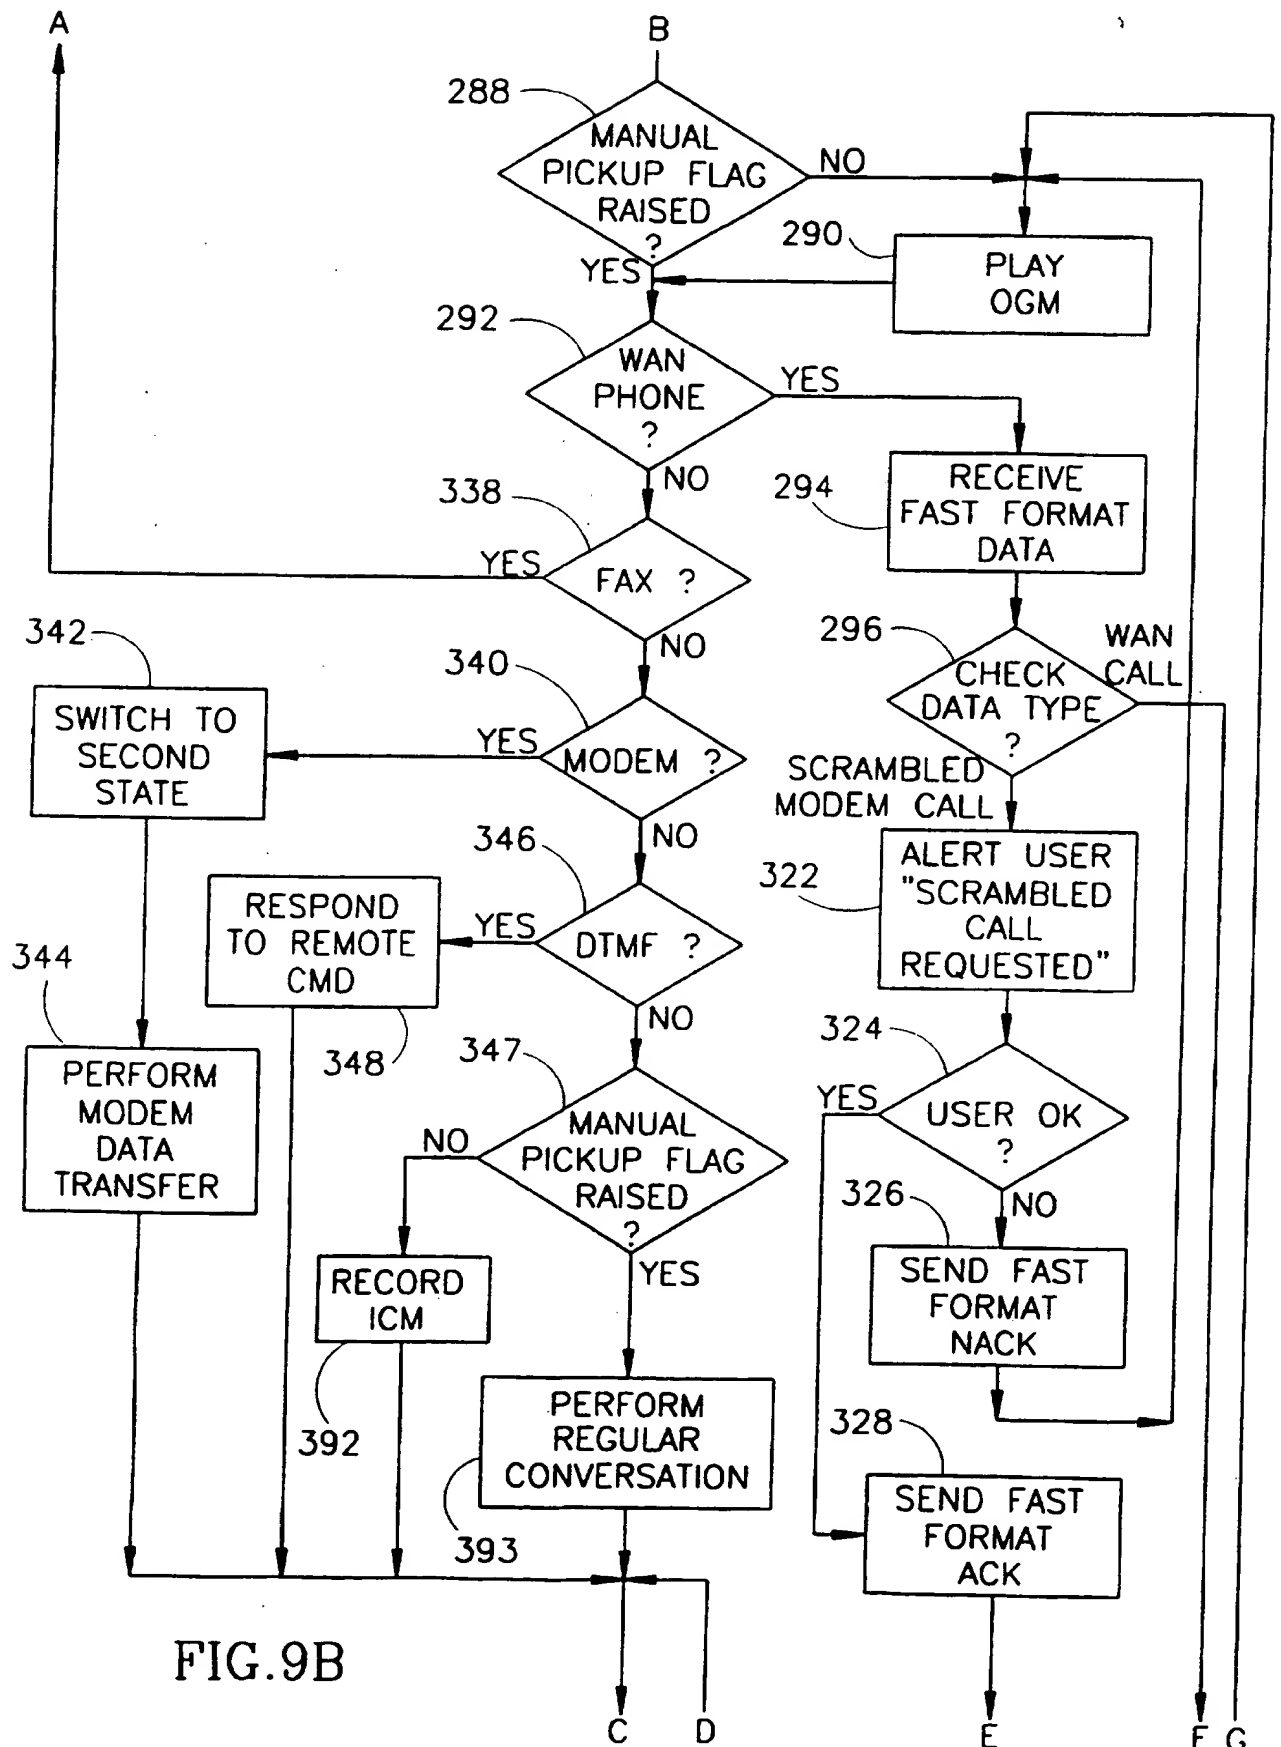 A
B
288
MANUAL
PICKUP FLAG
RAISED
?
NO
YES
290
PLAY
OGM
292
WAN
PHONE
?
YES
NO
294
RECEIVE
FAST FORMAT
DATA
338
FAX ?
YES
NO
296
CHECK
DATA TYPE
?
WAN
CALL
SCRAMBLED
MODEM CALL
342
SWITCH TO
SECOND
STATE
340
MODEM ?
YES
NO
322
ALERT USER
"SCRAMBLED
CALL
REQUESTED"
346
DTMF ?
YES
NO
RESPOND
TO REMOTE
CMD
348
344
PERFORM
MODEM
DATA
TRANSFER
324
USER OK
?
YES
NO
347
MANUAL
PICKUP FLAG
RAISED
?
NO
YES
326
SEND FAST
FORMAT
NACK
RECORD
ICM
392
PERFORM
REGULAR
CONVERSATION
393
328
SEND FAST
FORMAT
ACK
FIG.9B
C
D
E
F
G